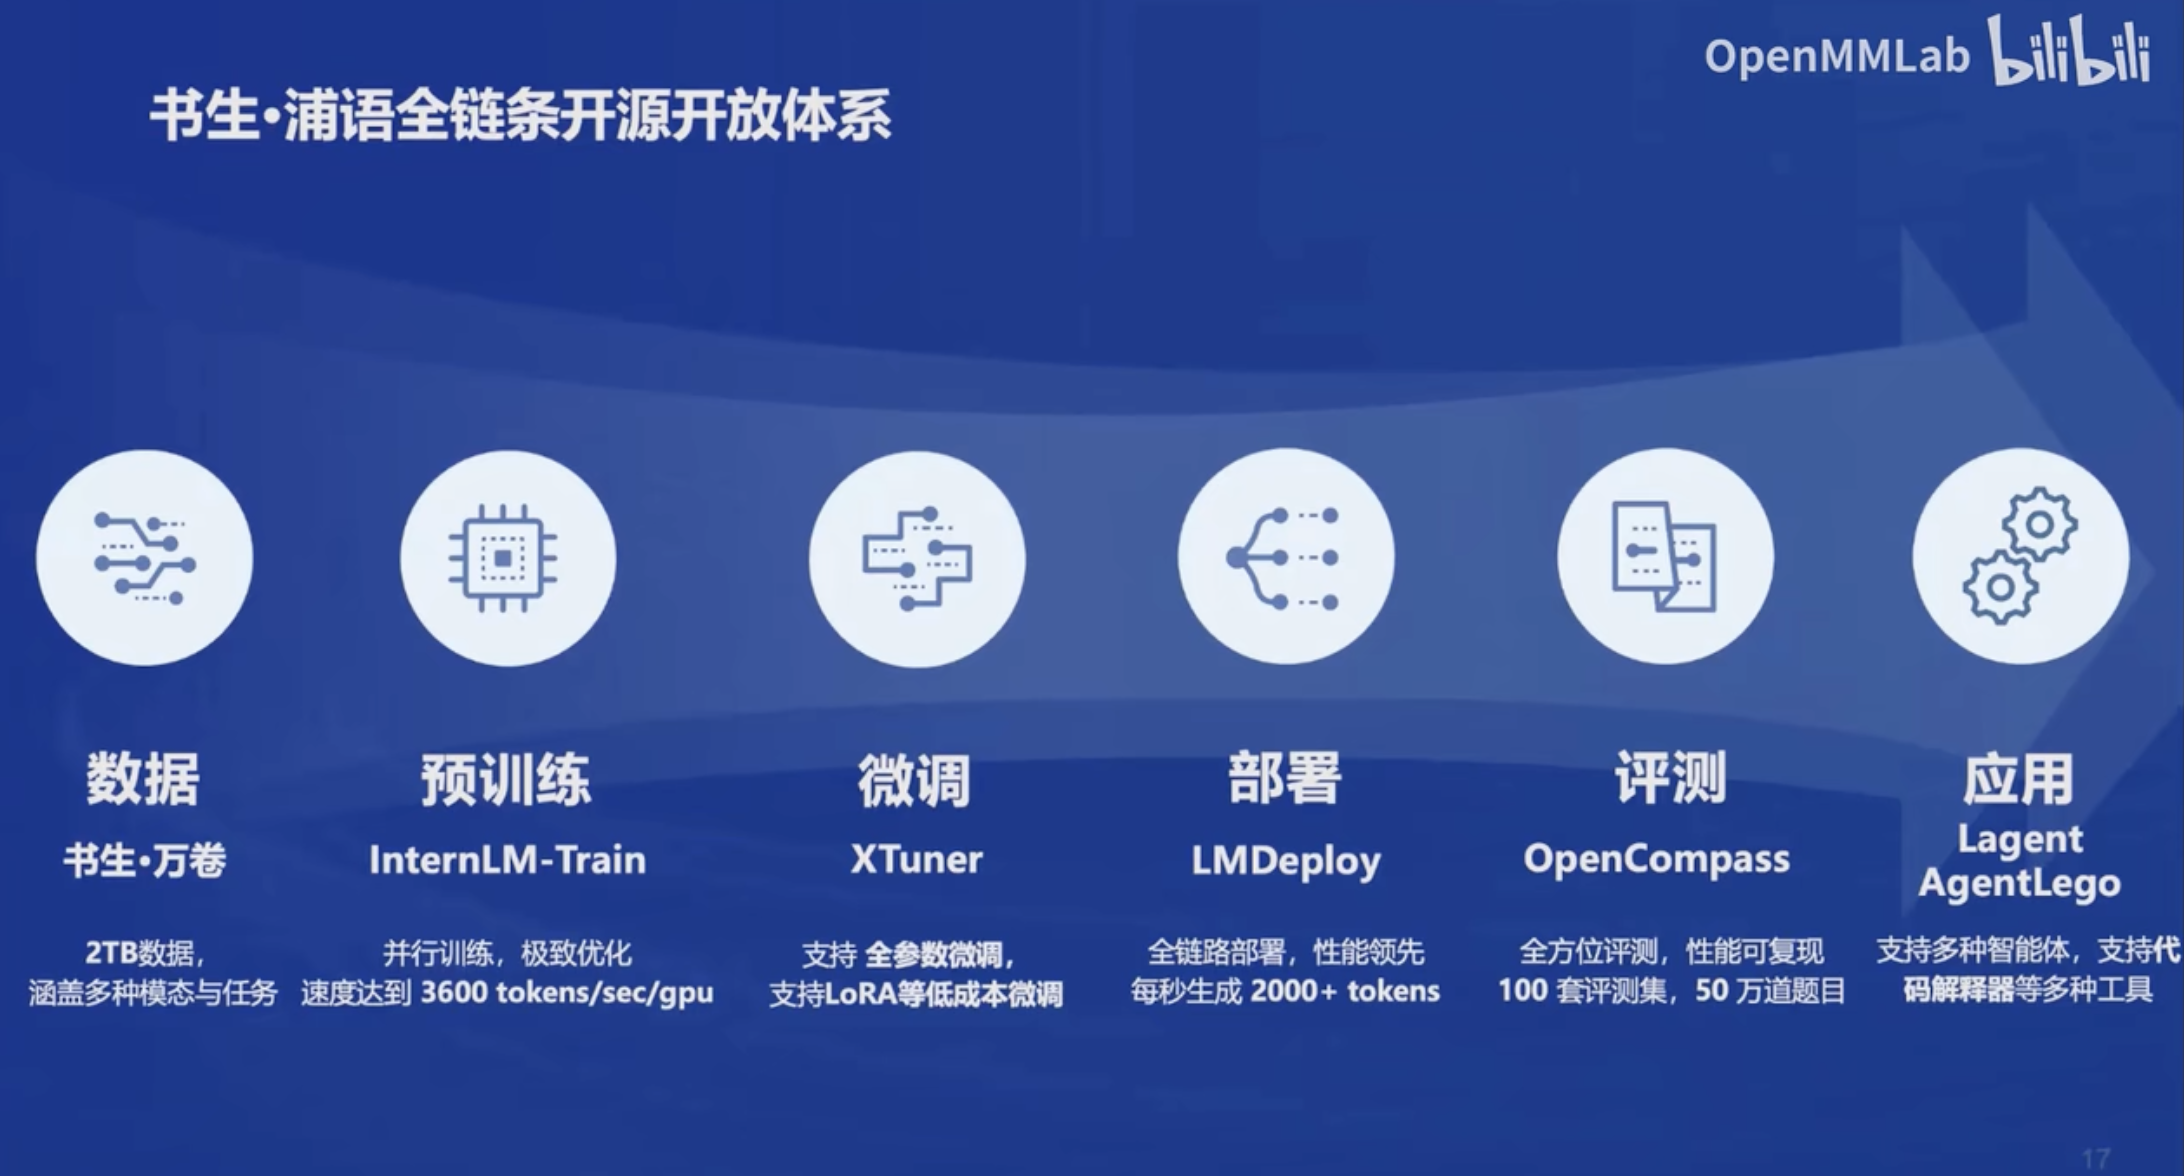 OpenMMLab bilibili
书生•浦语全链条开源开放体系
数据
书生•万卷
2TB数据,
涵盖多种模态与任务
预训练
InternLM-Train
并行训练, 极致优化
速度达到 3600 tokens/sec/gpu
微调
XTuner
支持 全参数微调,
支持LoRA等低成本微调
部署
LMDeploy
全链路部署, 性能领先
每秒生成 2000+ tokens
评测
OpenCompass
全方位评测, 性能可复现
100 套评测集, 50 万道题目
应用
Lagent
AgentLego
支持多种智能体, 支持代
码解释器等多种工具
17